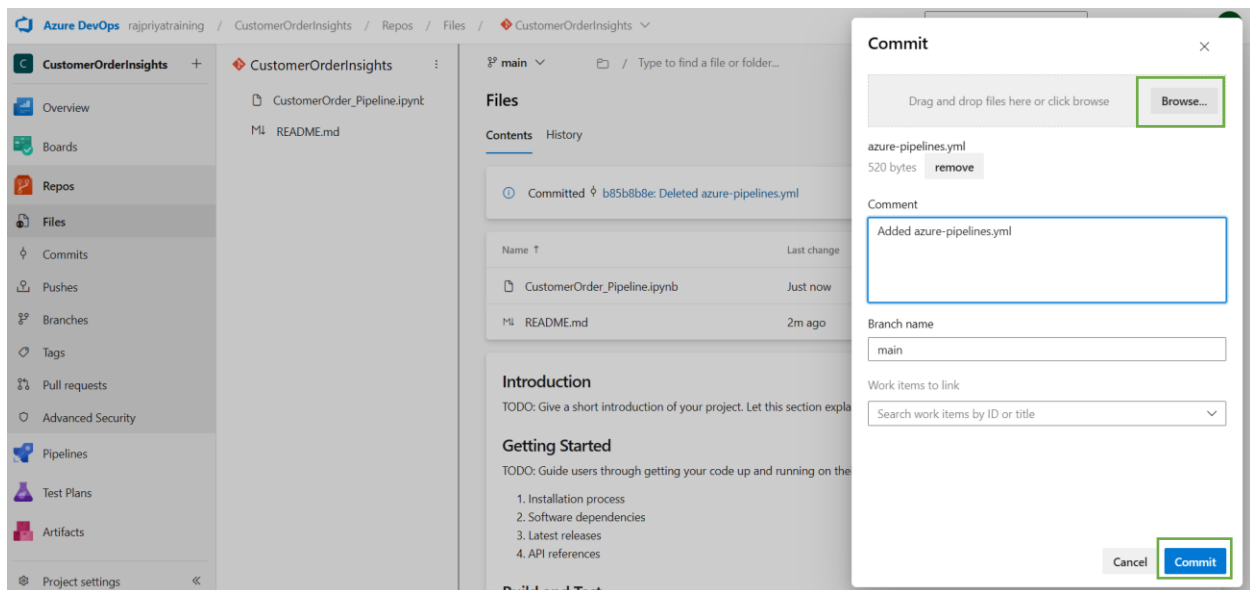 Azure DevOps rajpriyatraining / CustomerOrderInsights / Repos / Files / CustomerOrderInsights
C CustomerOrderInsights +
Overview
Boards
Repos
Files
Commits
Pushes
Branches
Tags
Pull requests
Advanced Security
Pipelines
Test Plans
Artifacts
Project settings
CustomerOrderInsights
CustomerOrder_Pipeline.ipynb
M↓ README.md
main / Type to find a file or folder...
Files
Contents History
Committed b85b8b8e: Deleted azure-pipelines.yml
Name ↑ Last change
CustomerOrder_Pipeline.ipynb Just now
M↓ README.md 2m ago
Introduction
TODO: Give a short introduction of your project. Let this section expla
Getting Started
TODO: Guide users through getting your code up and running on the
1. Installation process
2. Software dependencies
3. Latest releases
4. API references
Build and Test
Commit
Drag and drop files here or click browse Browse...
azure-pipelines.yml
520 bytes remove
Comment
Added azure-pipelines.yml
Branch name
main
Work items to link
Search work items by ID or title
Cancel Commit